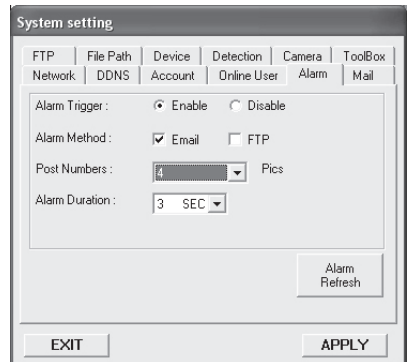 System setting
FTP File Path Device Detection Camera ToolBox
Network DDNS Account Online User Alarm Mail
Alarm Trigger : Enable Disable
Alarm Method : Email FTP
Post Numbers : 4 Pics
Alarm Duration : 3 SEC
Alarm
Refresh
EXIT APPLY